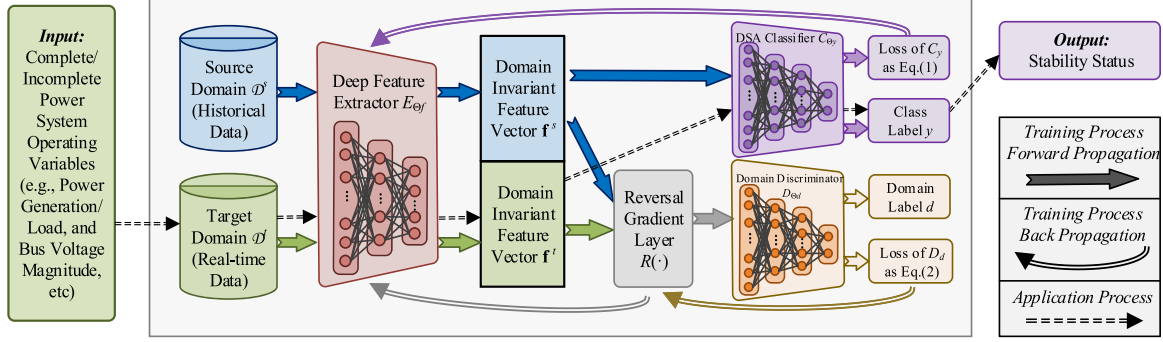 Input:
Complete/
Incomplete
Power
System
Operating
Variables
(e.g., Power
Generation/
Load, and
Bus Voltage
Magnitude,
etc)
Source
Domain 𝒟ˢ
(Historical
Data)
Target
Domain 𝒟ᵗ
(Real-time
Data)
Deep Feature
Extractor E_Θf
Domain
Invariant
Feature
Vector f ˢ
Domain
Invariant
Feature
Vector f ᵗ
Reversal
Gradient
Layer
R(·)
DSA Classifier C_Θy
Loss of C_y
as Eq.(1)
Class
Label y
Domain Discriminator
D_Θd
Domain
Label d
Loss of D_d
as Eq.(2)
Output:
Stability Status
Training Process
Forward Propagation
Training Process
Back Propagation
Application Process